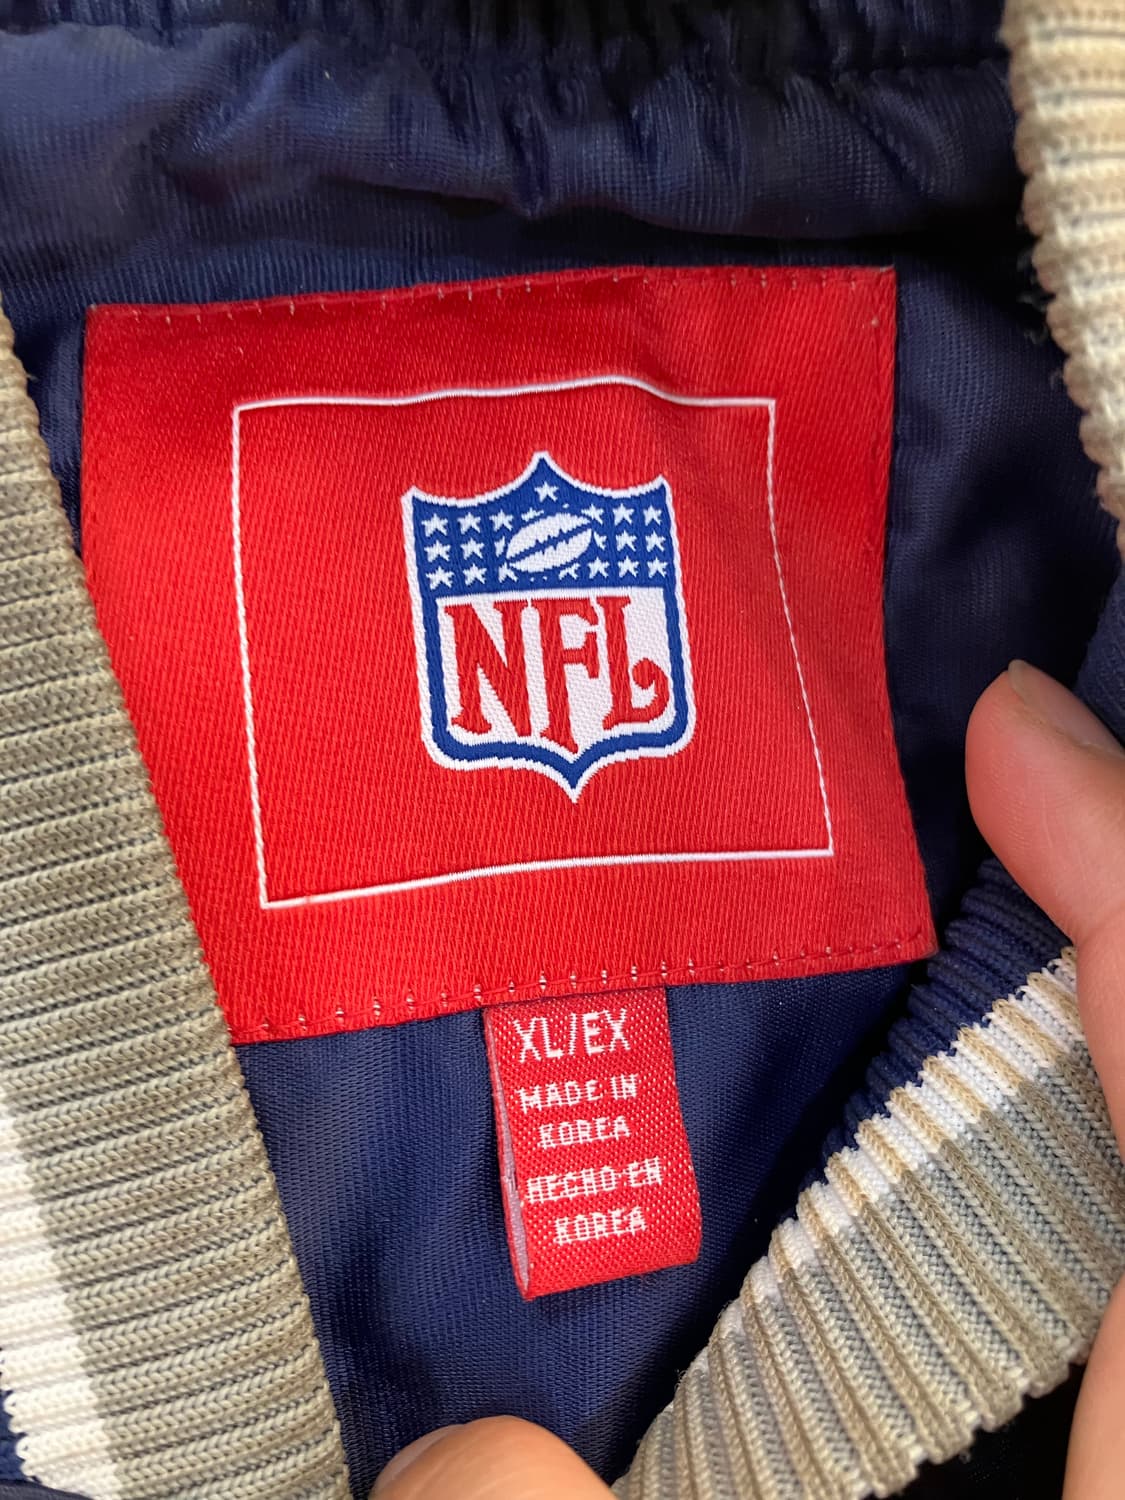 NFL
XL/EX
MADE IN
KOREA
HECHO EN
KOREA